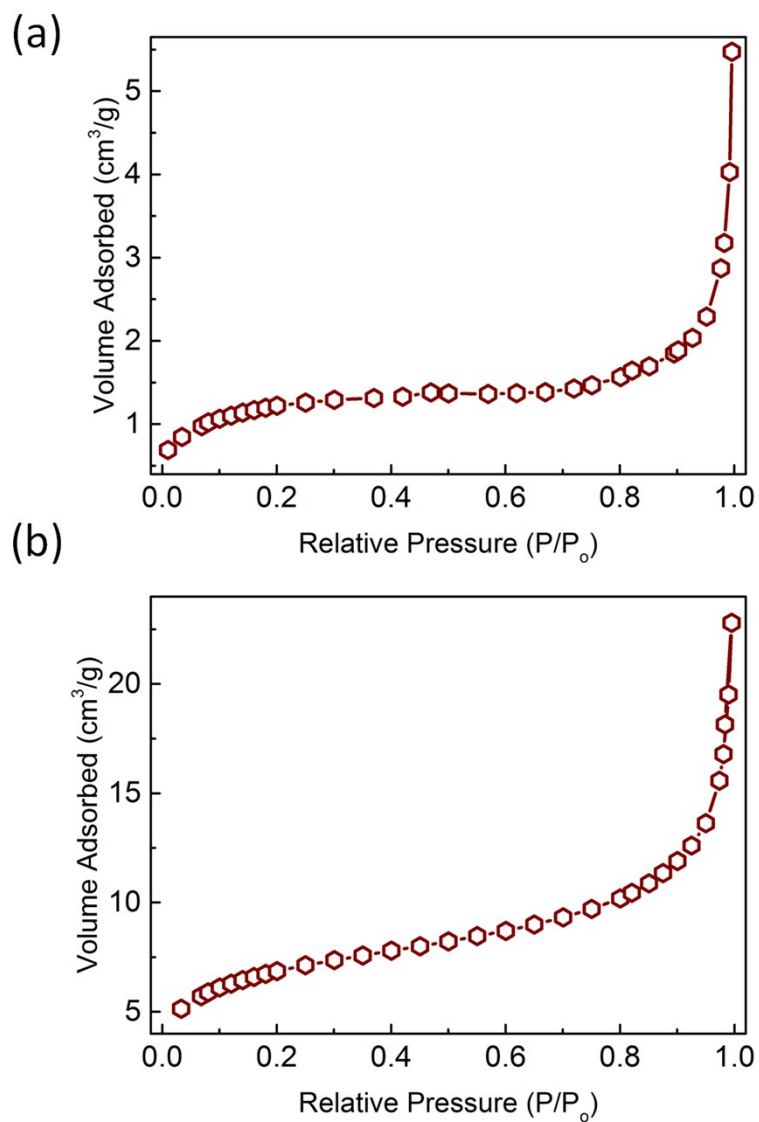 (a)
Volume Adsorbed (cm³/g)
5
4
3
2
1
0.0 0.2 0.4 0.6 0.8 1.0
Relative Pressure (P/Pₒ)
(b)
Volume Adsorbed (cm³/g)
20
15
10
5
0.0 0.2 0.4 0.6 0.8 1.0
Relative Pressure (P/Pₒ)